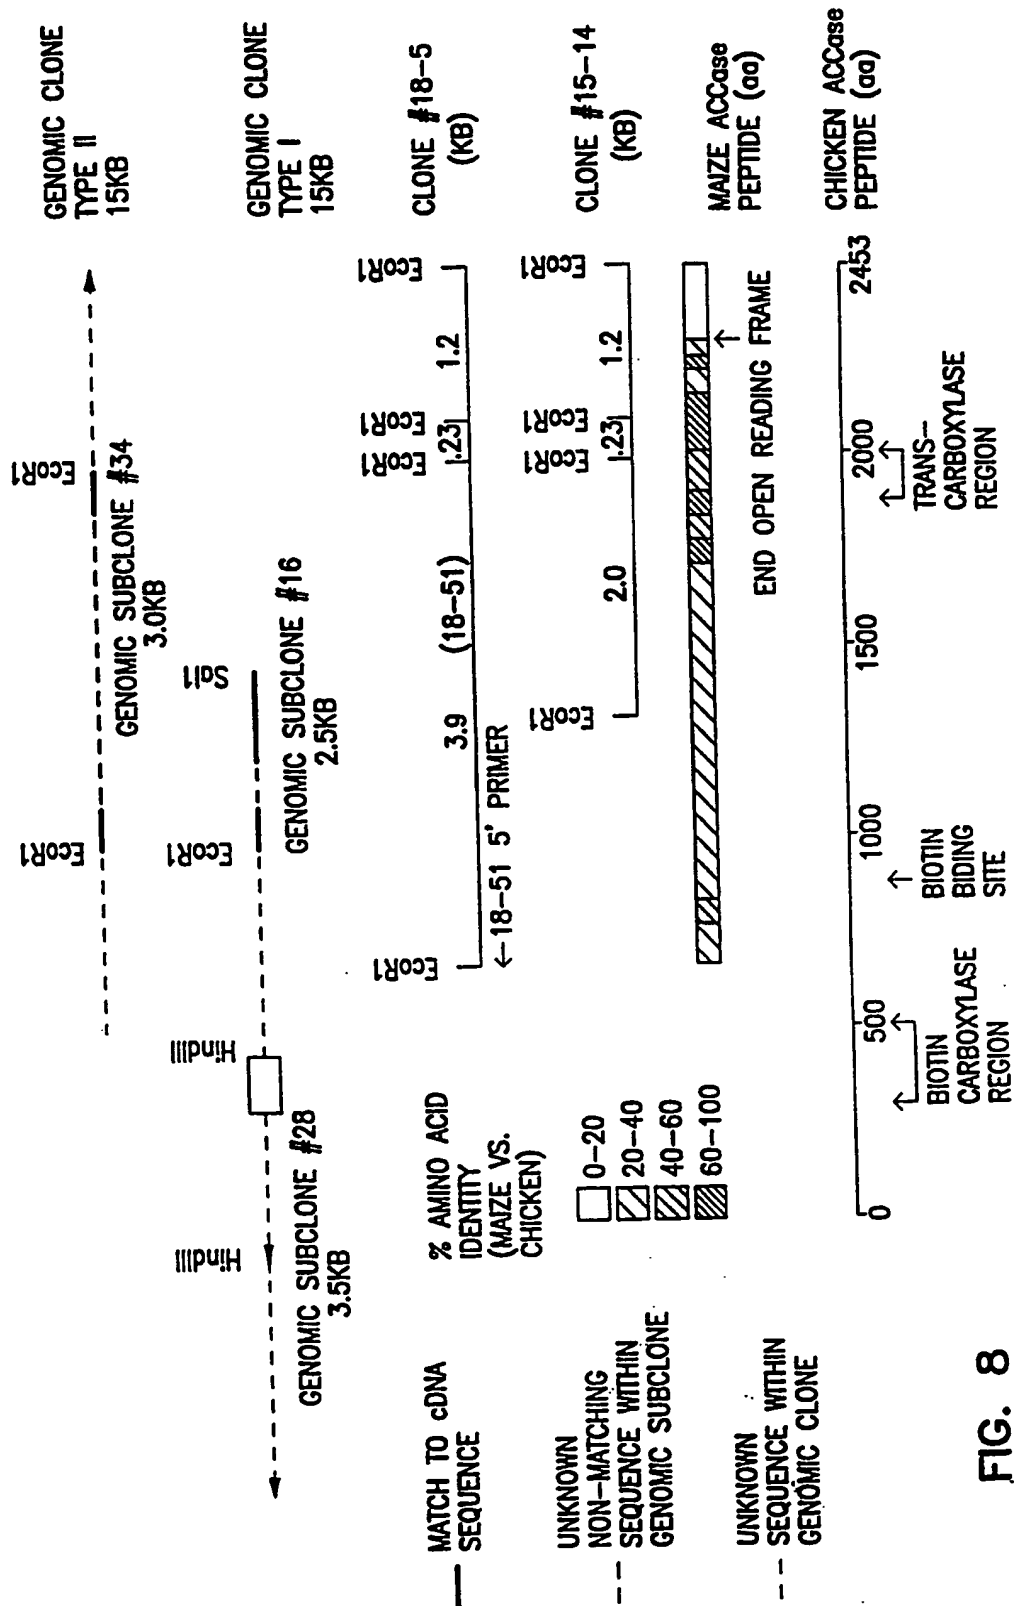 EcoR1
EcoR1
GENOMIC CLONE
TYPE II
15KB
GENOMIC SUBCLONE #34
3.0KB
HindIII
HindIII
EcoR1
Sal1
GENOMIC CLONE
TYPE I
15KB
GENOMIC SUBCLONE #28
3.5KB
GENOMIC SUBCLONE #16
2.5KB
EcoR1
EcoR1
EcoR1
EcoR1
CLONE #18-5
(KB)
3.9
(18-51)
.23
1.2
←18-51 5' PRIMER
EcoR1
EcoR1
EcoR1
EcoR1
CLONE #15-14
(KB)
2.0
.23
1.2
MAIZE ACCase
PEPTIDE (aa)
END OPEN READING FRAME
CHICKEN ACCase
PEPTIDE (aa)
0
500
1000
1500
2000
2453
BIOTIN
CARBOXYLASE
REGION
BIOTIN
BIDING
SITE
TRANS-
CARBOXYLASE
REGION
MATCH TO cDNA
SEQUENCE
UNKNOWN
NON-MATCHING
SEQUENCE WITHIN
GENOMIC SUBCLONE
UNKNOWN
SEQUENCE WITHIN
GENOMIC CLONE
% AMINO ACID
IDENTITY
(MAIZE VS.
CHICKEN)
0-20
20-40
40-60
60-100
FIG. 8